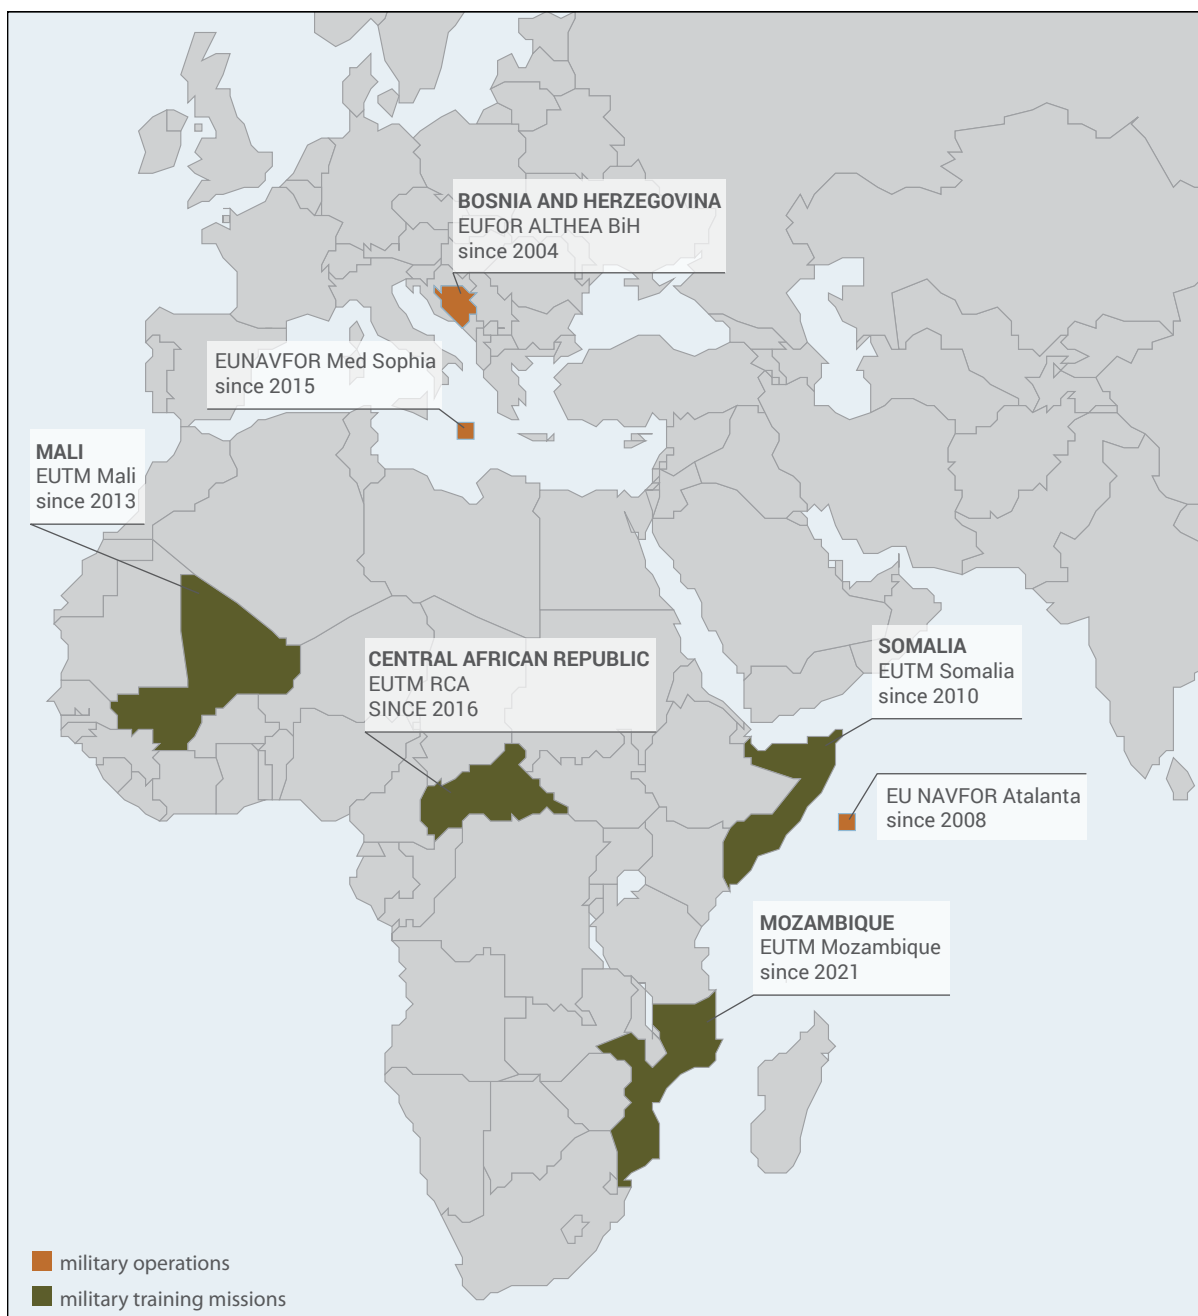 BOSNIA AND HERZEGOVINA
EUFOR ALTHEA BiH
since 2004
EUNAVFOR Med Sophia
since 2015
MALI
EUTM Mali
since 2013
CENTRAL AFRICAN REPUBLIC
EUTM RCA
SINCE 2016
SOMALIA
EUTM Somalia
since 2010
EU NAVFOR Atalanta
since 2008
MOZAMBIQUE
EUTM Mozambique
since 2021
military operations
military training missions